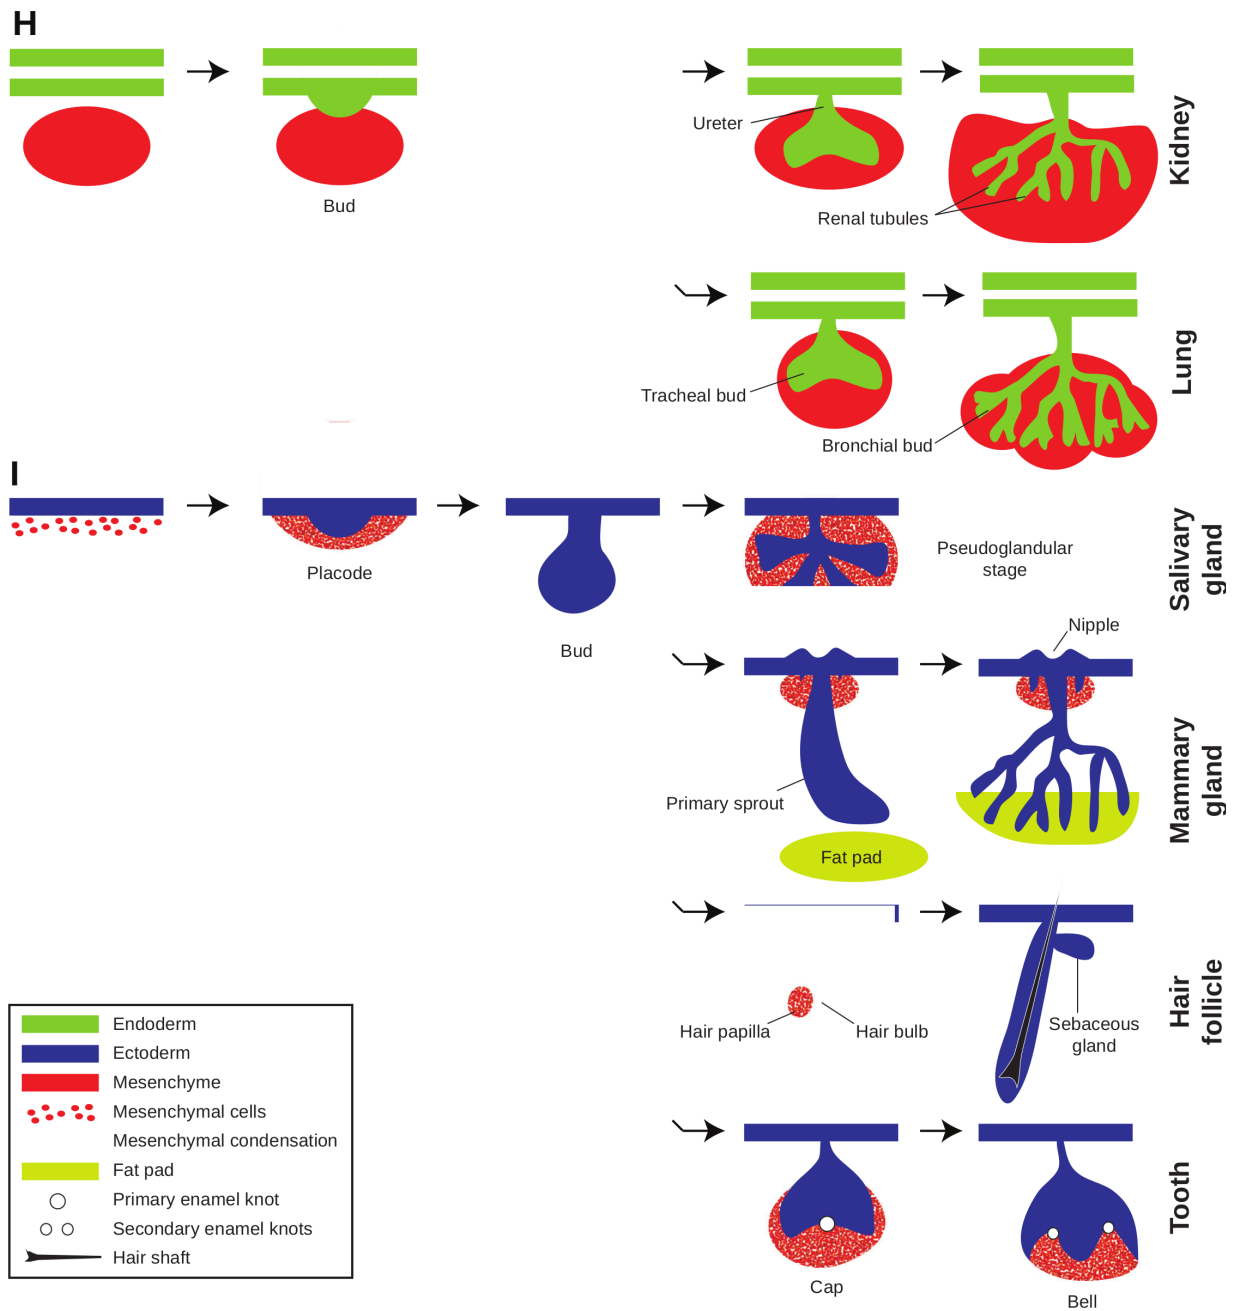 H
Kidney
Ureter
Bud
Renal tubules
Lung
Tracheal bud
Bronchial bud
I
Salivary
gland
Placode
Pseudoglandular
stage
Bud
Nipple
Mammary
gland
Primary sprout
Fat pad
Hair
follicle
Hair papilla
Hair bulb
Sebaceous
gland
Tooth
Cap
Bell
Endoderm
Ectoderm
Mesenchyme
Mesenchymal cells
Mesenchymal condensation
Fat pad
Primary enamel knot
Secondary enamel knots
Hair shaft